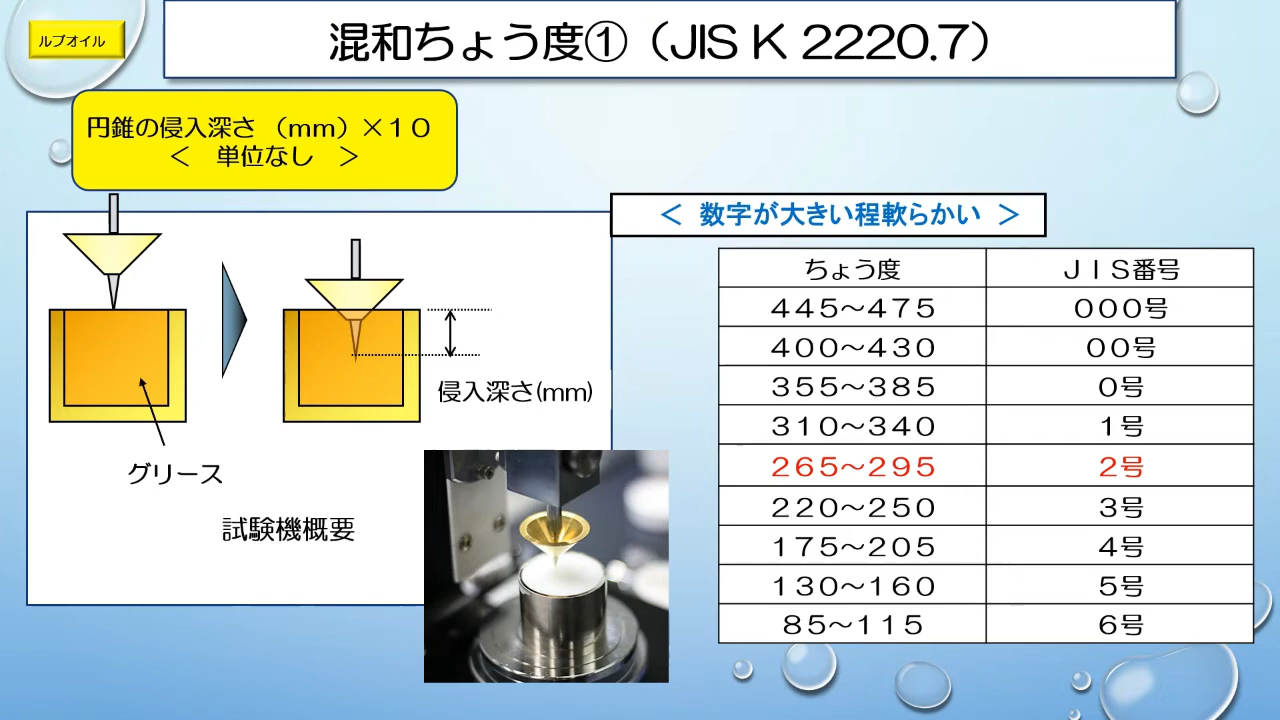 ルブオイル
混和ちょう度①（JIS K 2220.7）
円錐の侵入深さ （mm）×１０
＜　単位なし　＞
＜ 数字が大きい程軟らかい ＞
侵入深さ(mm)
グリース
試験機概要
ちょう度 ＪＩＳ番号
４４５～４７５ ０００号
４００～４３０ ００号
３５５～３８５ ０号
３１０～３４０ １号
２６５～２９５ ２号
２２０～２５０ ３号
１７５～２０５ ４号
１３０～１６０ ５号
８５～１１５ ６号